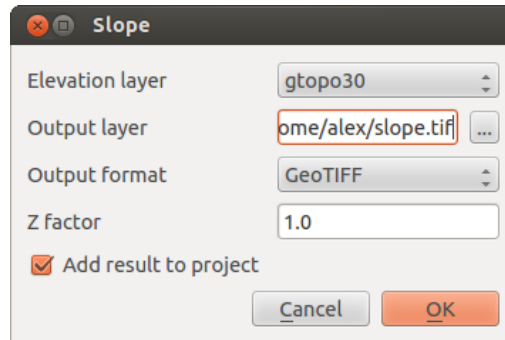 Slope
Elevation layer gtopo30
Output layer ome/alex/slope.tif ...
Output format GeoTIFF
Z factor 1.0
Add result to project
Cancel OK